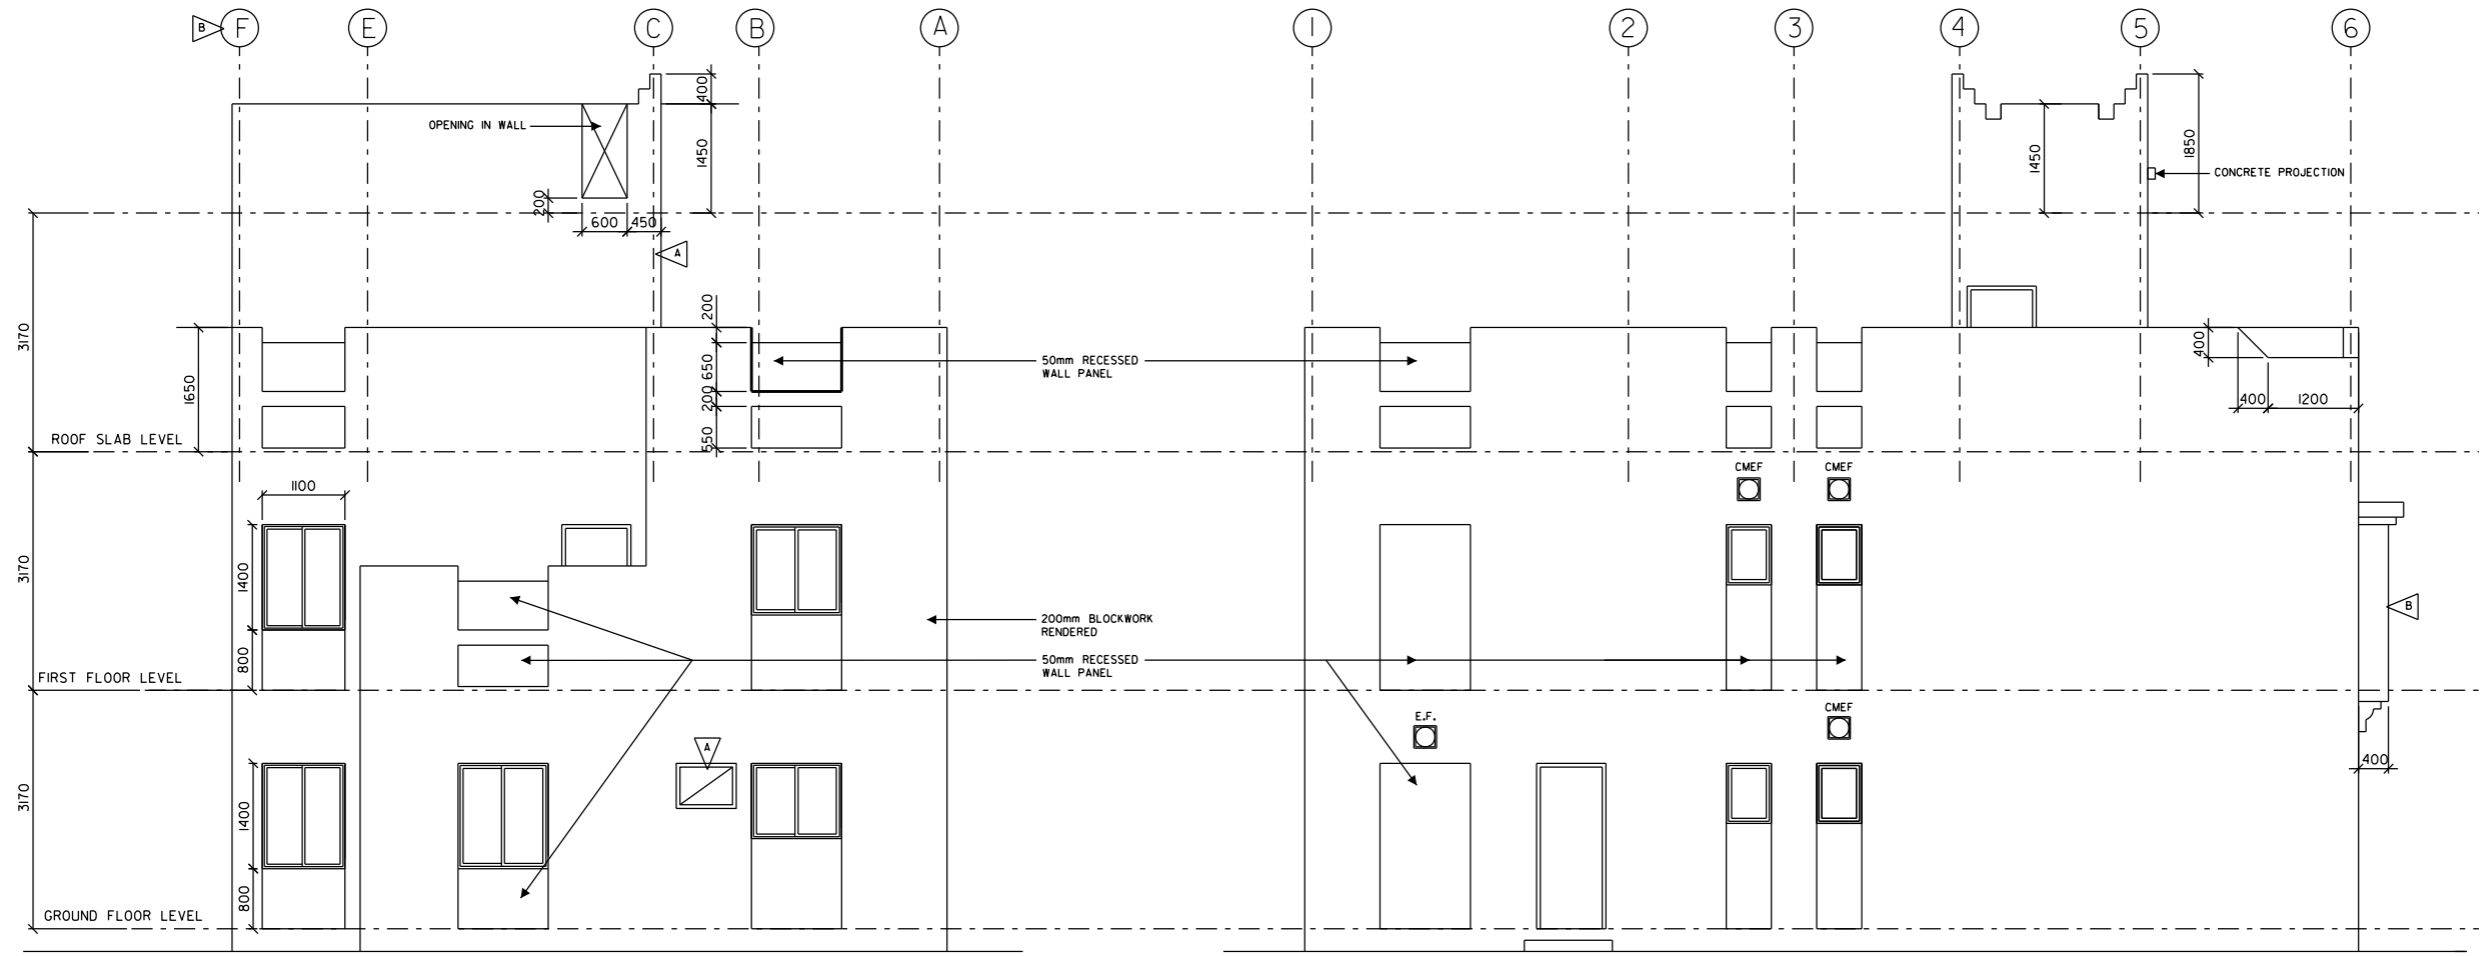 B
F
E
C
B
A
1
2
3
4
5
6
400
OPENING IN WALL
1450
1450
1850
CONCRETE PROJECTION
200
600
450
A
3170
200
1650
650
50mm RECESSED
WALL PANEL
400
200
400
1200
550
ROOF SLAB LEVEL
CMEF
CMEF
1100
3170
1400
B
200mm BLOCKWORK
RENDERED
800
50mm RECESSED
WALL PANEL
FIRST FLOOR LEVEL
CMEF
E.F.
A
400
3170
1400
800
GROUND FLOOR LEVEL